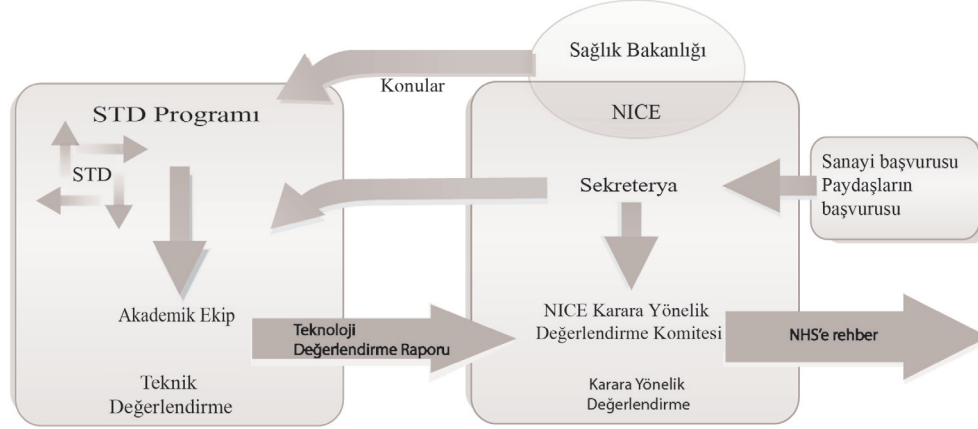 Sağlık Bakanlığı
Konular
STD Programı
NICE
STD
Sekreterya
Sanayi başvurusu
Paydaşların
başvurusu
Akademik Ekip
NICE Karara Yönelik
Değerlendirme Komitesi
Teknoloji
Değerlendirme Raporu
NHS'e rehber
Teknik
Değerlendirme
Karara Yönelik
Değerlendirme